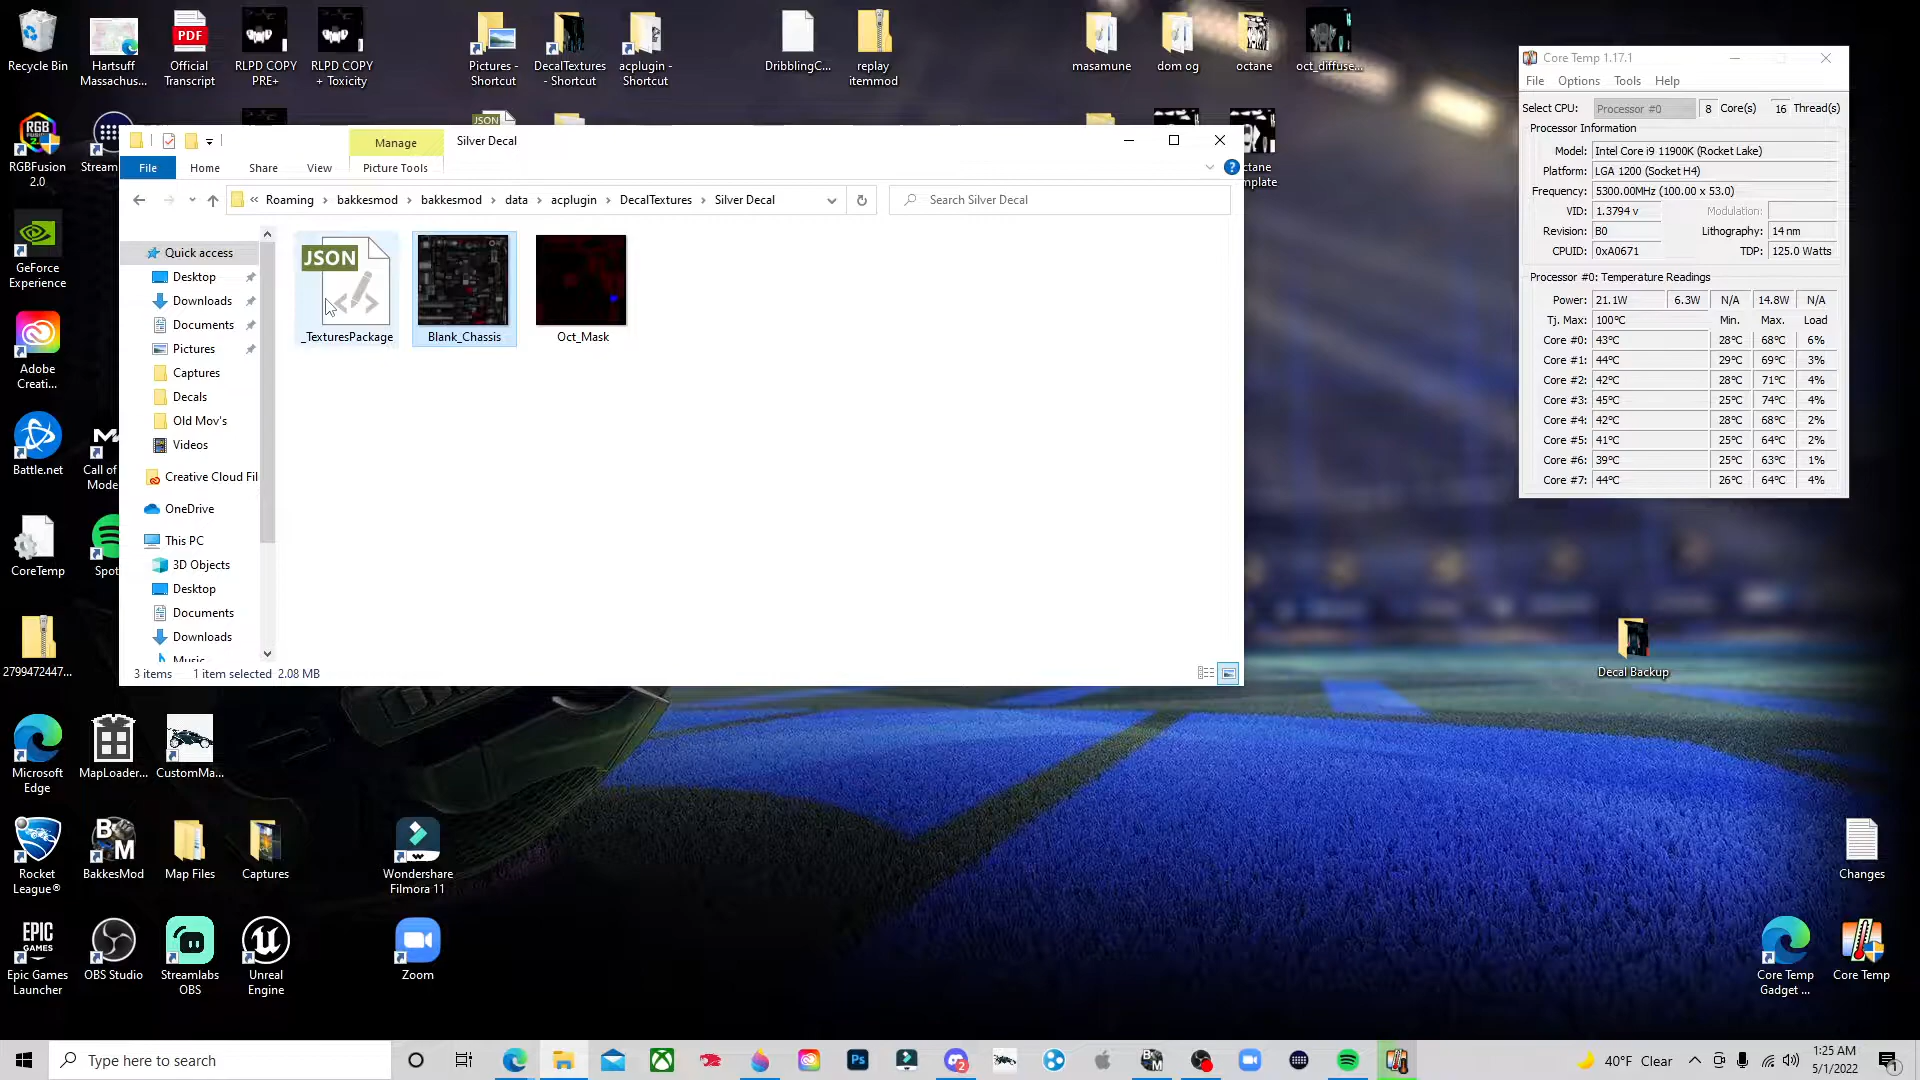 Recycle Bin
Hartsuff
Massachus...
PDF
Official
Transcript
RLPD COPY
PRE+
RLPD COPY
+ Toxicity
Pictures -
Shortcut
DecalTextures
- Shortcut
acplugin -
Shortcut
DribblingC...
replay
itemmod
masamune
dom og
octane
oct_diffuse...
JSON
RGB
RGBFusion
2.0
Stream
GeForce
Experience
Adobe
Creati...
Battle.net
Call of
Mode
CoreTemp
Spot
2799472447...
Manage
Silver Decal
File
Home
Share
View
Picture Tools
« Roaming > bakkesmod > bakkesmod > data > acplugin > DecalTextures > Silver Decal
Search Silver Decal
Quick access
Desktop
Downloads
Documents
Pictures
Captures
Decals
Old Mov's
Videos
Creative Cloud Fil
OneDrive
This PC
3D Objects
Desktop
Documents
Downloads
Music
JSON
_TexturesPackage
Blank_Chassis
Oct_Mask
3 items
1 item selected 2.08 MB
Core Temp 1.17.1
File
Options
Tools
Help
Select CPU:
Processor #0
8
Core(s)
16
Thread(s)
Processor Information
Model:
Intel Core i9 11900K (Rocket Lake)
Platform:
LGA 1200 (Socket H4)
Frequency:
5300.00MHz (100.00 x 53.0)
VID:
1.3794 v
Modulation:
Revision:
B0
Lithography:
14 nm
CPUID:
0xA0671
TDP:
125.0 Watts
Processor #0: Temperature Readings
Power:
21.1W
6.3W
N/A
14.8W
N/A
Tj. Max:
100°C
Min.
Max.
Load
Core #0: 43°C 28°C 68°C 6%
Core #1: 44°C 29°C 69°C 3%
Core #2: 42°C 28°C 71°C 4%
Core #3: 45°C 25°C 74°C 4%
Core #4: 42°C 28°C 68°C 2%
Core #5: 41°C 25°C 64°C 2%
Core #6: 39°C 25°C 63°C 1%
Core #7: 44°C 26°C 64°C 4%
Decal Backup
Microsoft
Edge
MapLoader...
CustomMa...
Rocket
League®
BM
BakkesMod
Map Files
Captures
Wondershare
Filmora 11
EPIC
GAMES
Epic Games
Launcher
OBS Studio
Streamlabs
OBS
Unreal
Engine
Zoom
Changes
Core Temp
Gadget ...
Core Temp
Type here to search
Ps
2
40°F Clear
1:25 AM
5/1/2022
1